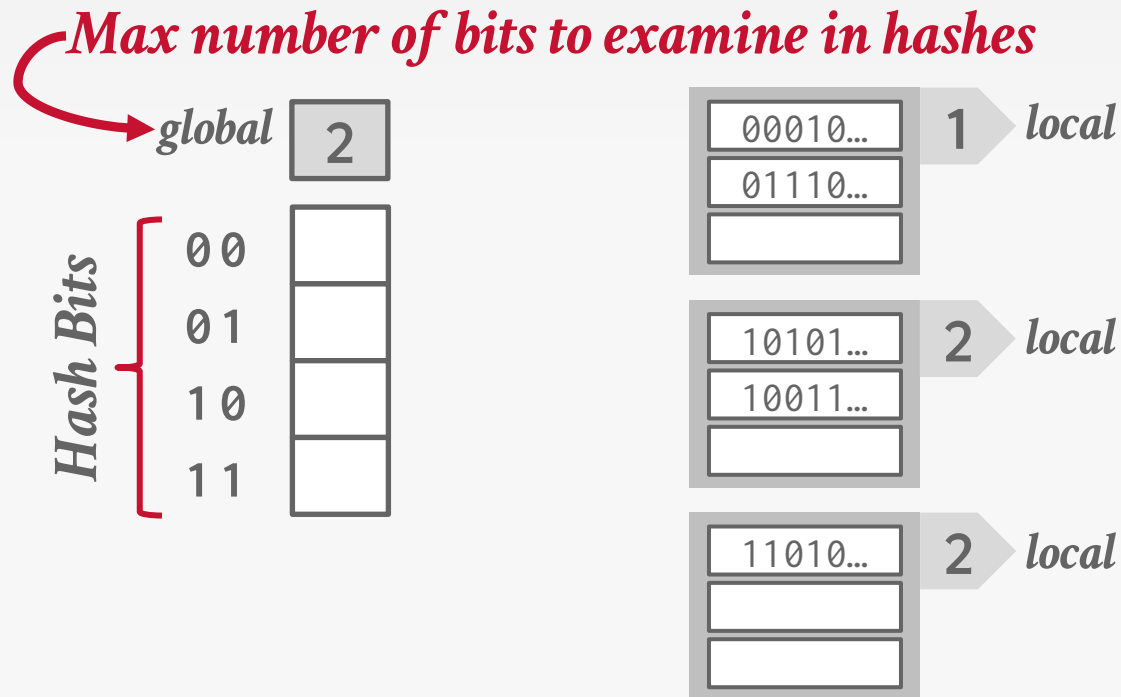 Max number of bits to examine in hashes
global 2
Hash Bits
00
01
10
11
00010...
01110...
1 local
10101...
10011...
2 local
11010...
2 local